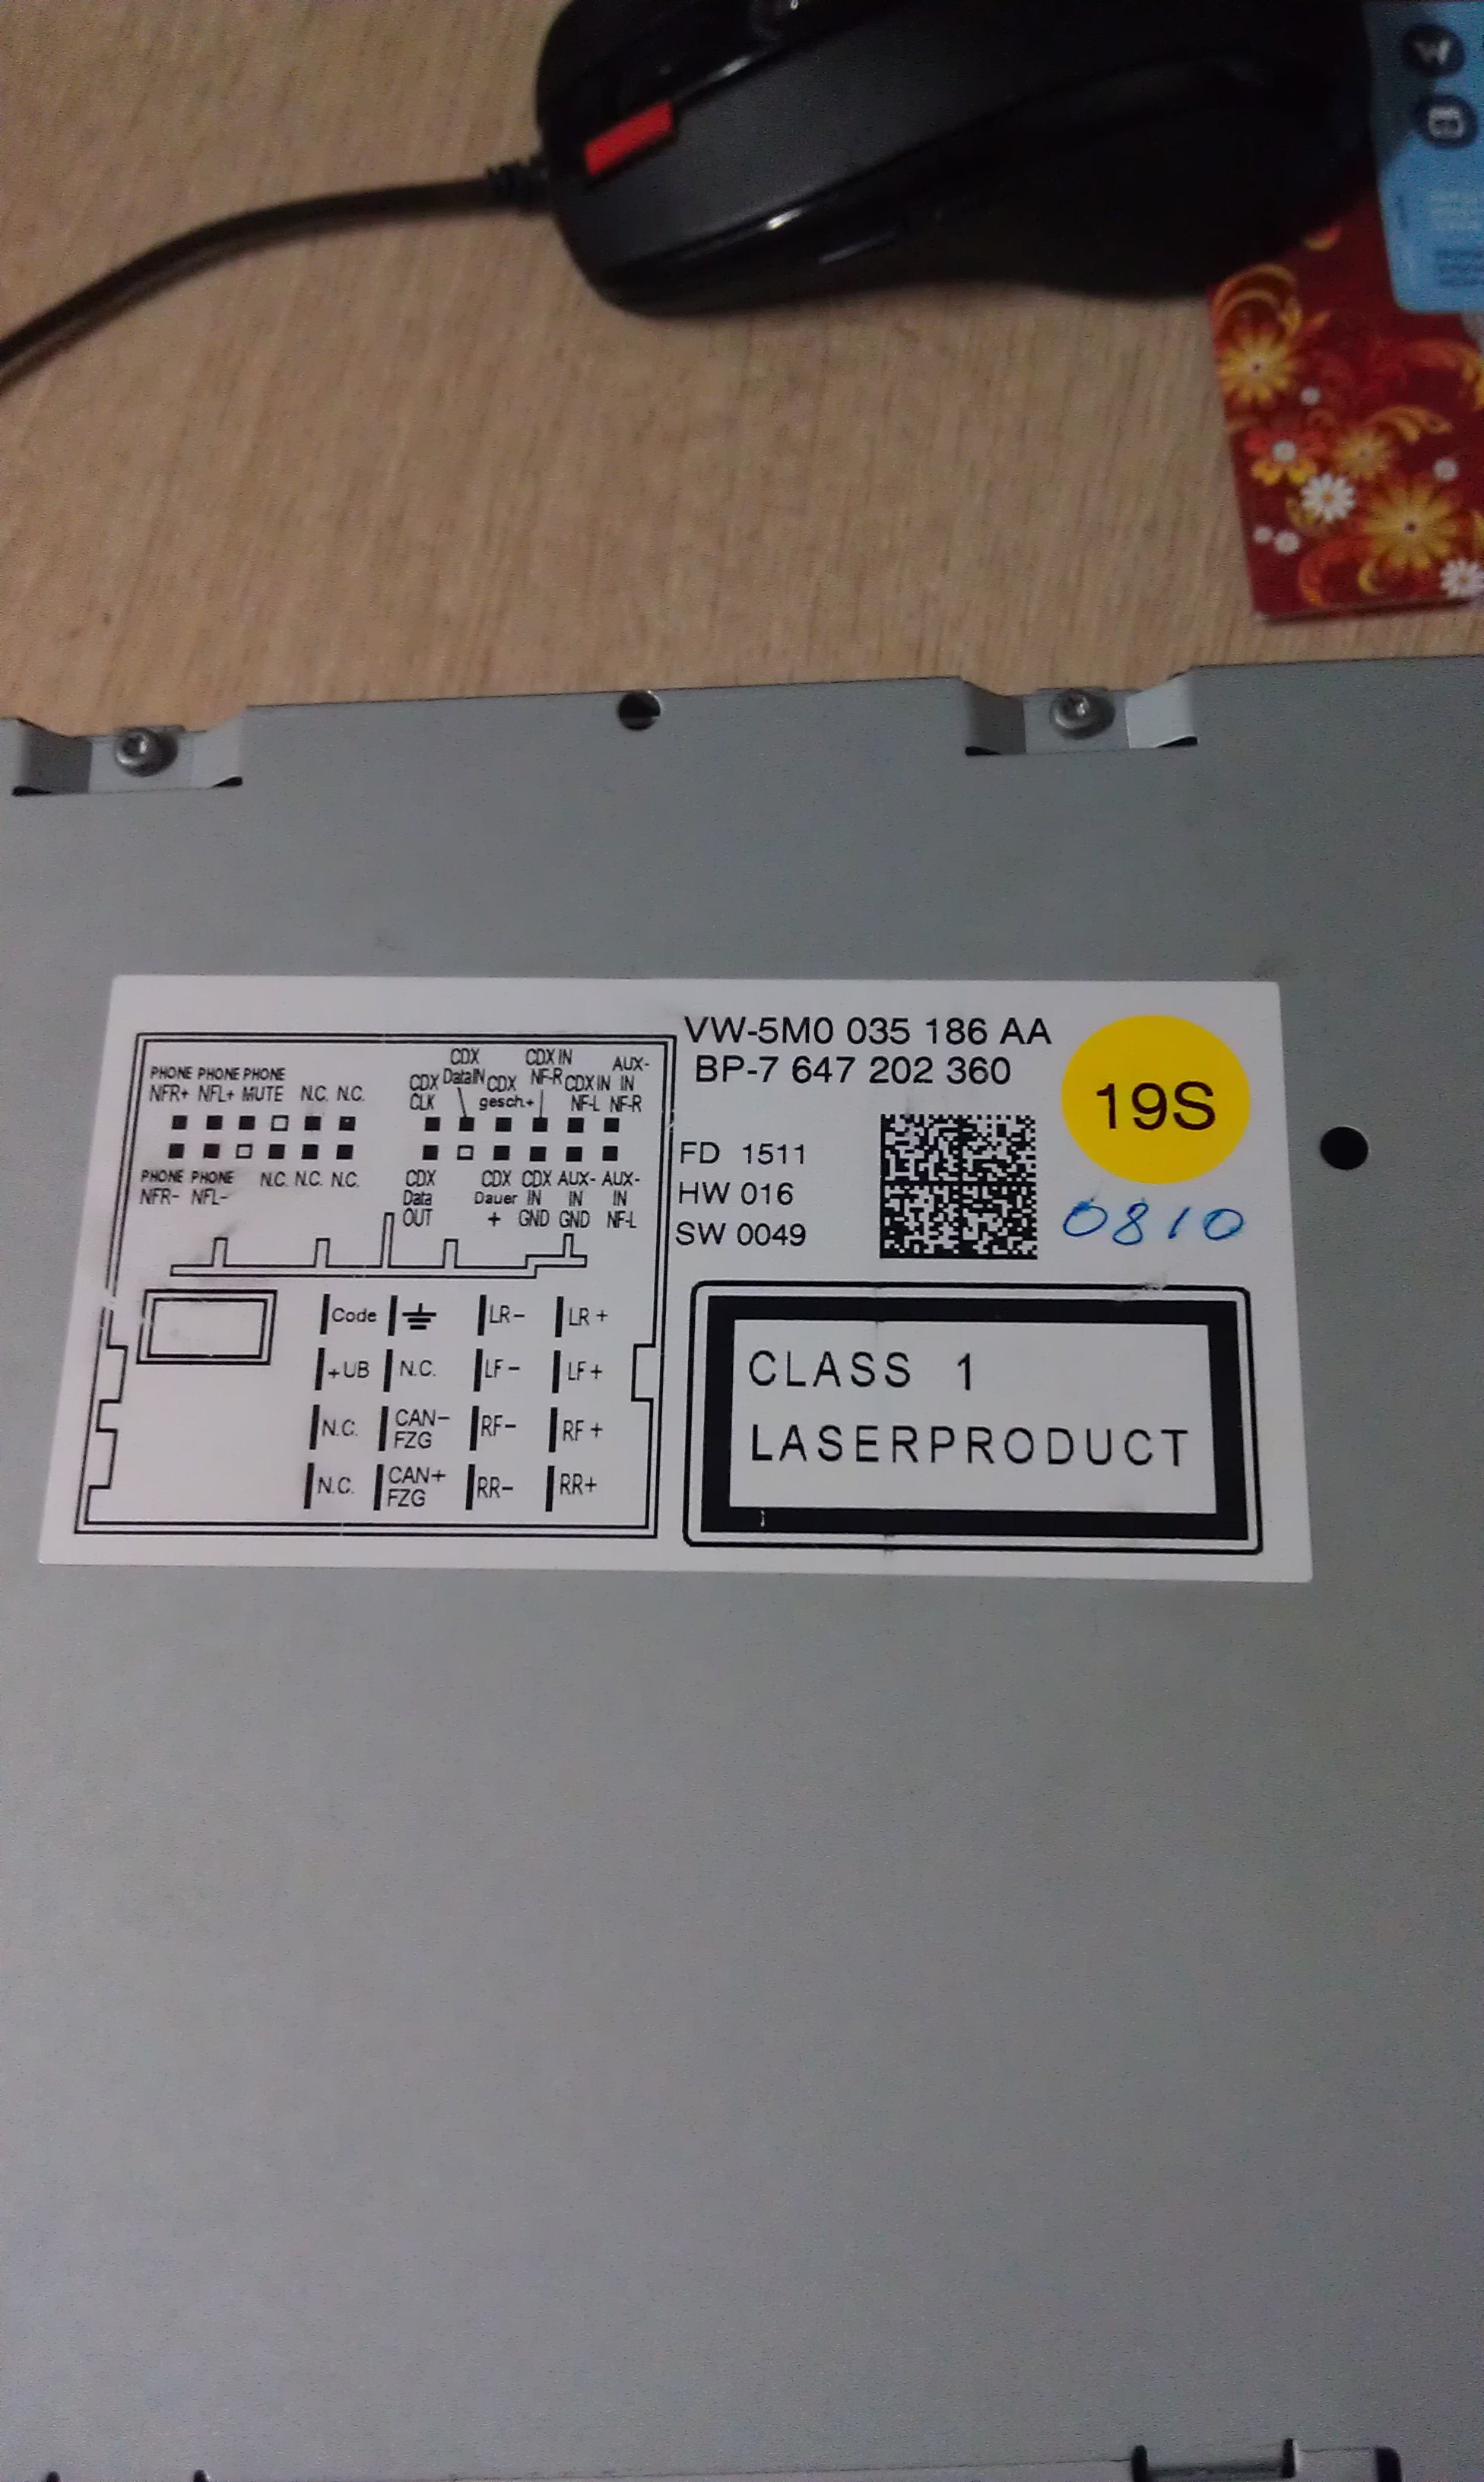 W
VW-5M0 035 186 AA
BP-7 647 202 360
19S
FD 1511
HW 016
SW 0049
0810
CLASS 1
LASERPRODUCT
PHONE PHONE PHONE
NFR+ NFL+ MUTE N.C. N.C.
CDX CLK
CDX DataIN
CDX gesch.+
CDX IN NF-R
CDX IN NF-L
AUX-IN NF-R
PHONE PHONE
NFR- NFL- N.C. N.C. N.C.
CDX Data OUT
CDX Dauer +
CDX IN GND
AUX-IN GND
AUX-IN NF-L
Code LR- LR+
+UB N.C. LF- LF+
N.C. CAN- FZG RF- RF+
N.C. CAN+ FZG RR- RR+